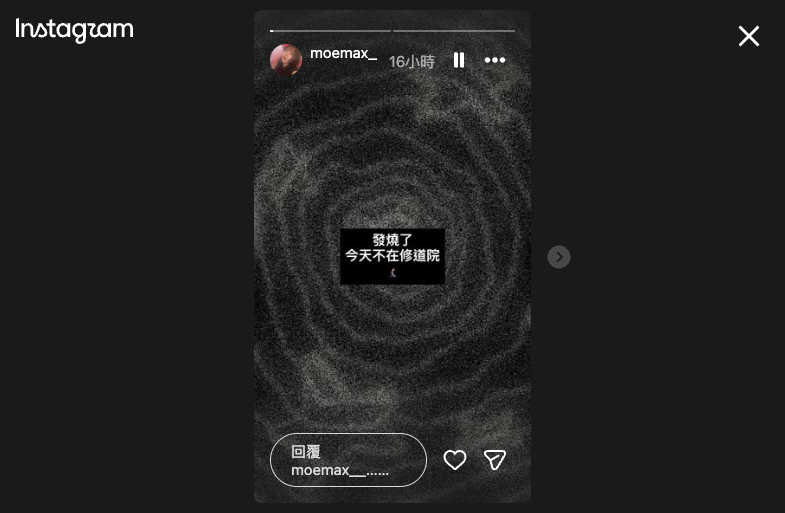 Instagram
moemax_ 16小時
發燒了
今天不在修道院
回覆
moemax__......